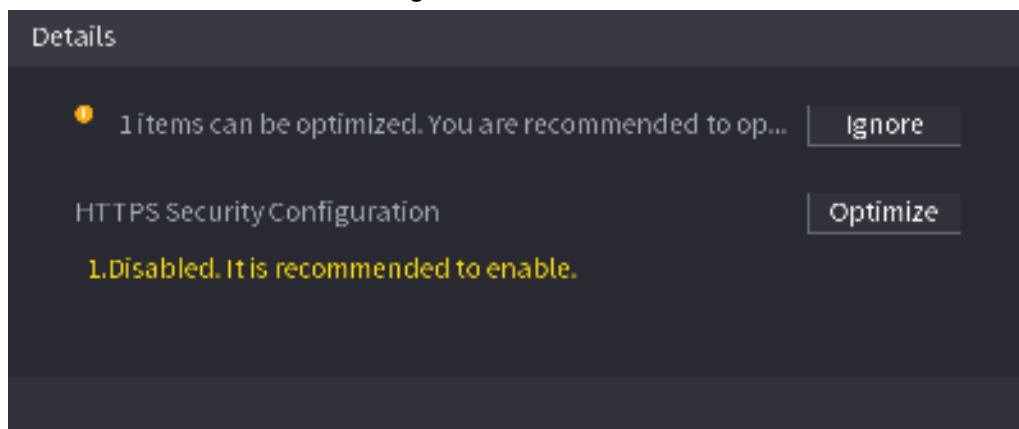 Details
1 items can be optimized. You are recommended to op... Ignore
HTTPS Security Configuration Optimize
1.Disabled. It is recommended to enable.